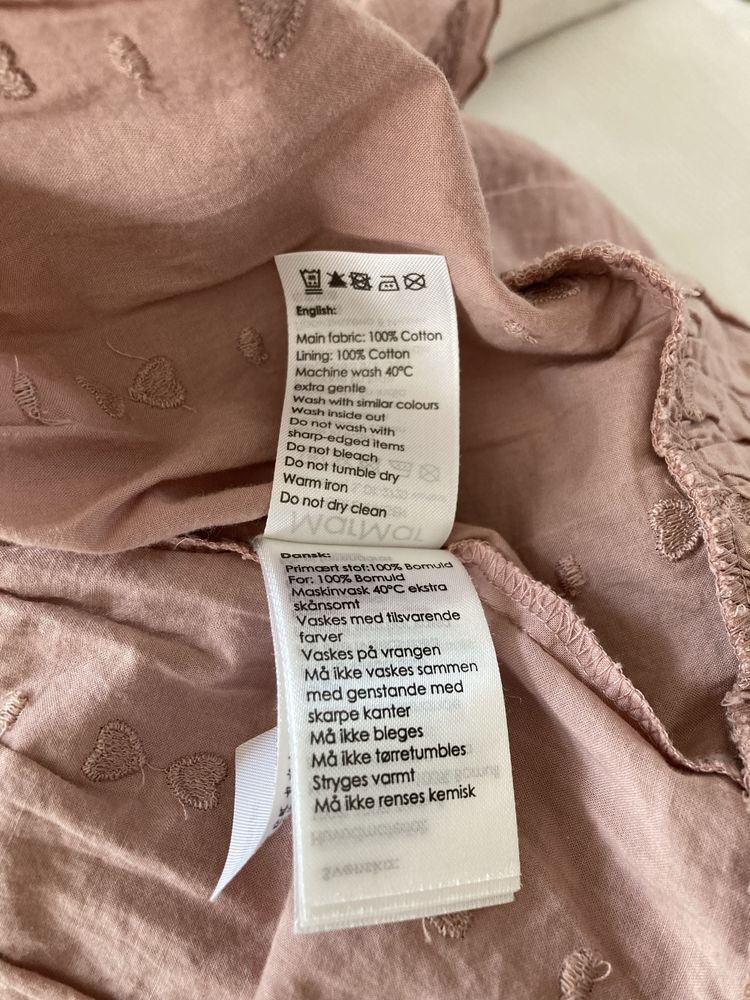 English:
Main fabric: 100% Cotton
Lining: 100% Cotton
Machine wash 40°C
extra gentle
Wash with similar colours
Wash inside out
Do not wash with
sharp-edged items
Do not bleach
Do not tumble dry
Warm iron
Do not dry clean
MarMar
Dansk:
Primært stof:100% Bomuld
For: 100% Bomuld
Maskinvask 40°C ekstra
skånsomt
Vaskes med tilsvarende
farver
Vaskes på vrangen
Må ikke vaskes sammen
med genstande med
skarpe kanter
Må ikke bleges
Må ikke tørretumbles
Stryges varmt
Må ikke renses kemisk
Huvudmaterial:
Svenska: